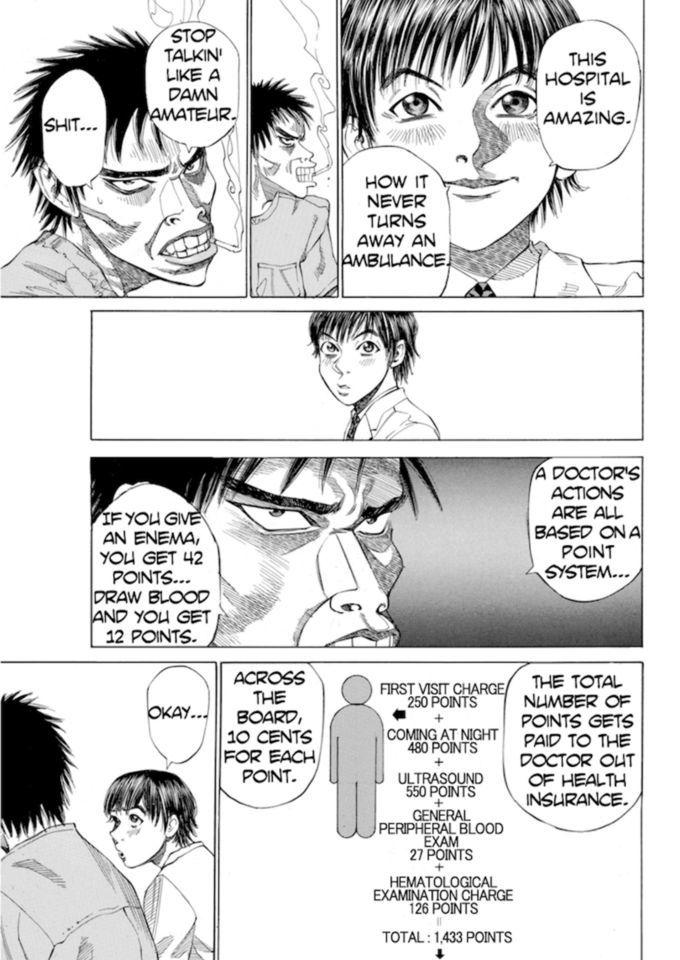 THIS
HOSPITAL
IS
AMAZING.
HOW IT
NEVER
TURNS
AWAY AN
AMBULANCE.
STOP
TALKIN'
LIKE A
DAMN
AMATEUR.
SHIT...
A DOCTOR'S
ACTIONS
ARE ALL
BASED ON A
POINT
SYSTEM...
IF YOU GIVE
AN ENEMA,
YOU GET 42
POINTS...
DRAW BLOOD
AND YOU GET
12 POINTS.
THE TOTAL
NUMBER OF
POINTS GETS
PAID TO THE
DOCTOR OUT
OF HEALTH
INSURANCE.
FIRST VISIT CHARGE
250 POINTS
+
COMING AT NIGHT
480 POINTS
+
ULTRASOUND
550 POINTS
+
GENERAL
PERIPHERAL BLOOD
EXAM
27 POINTS
+
HEMATOLOGICAL
EXAMINATION CHARGE
126 POINTS
=
TOTAL : 1,433 POINTS
ACROSS
THE
BOARD,
10 CENTS
FOR EACH
POINT.
OKAY...